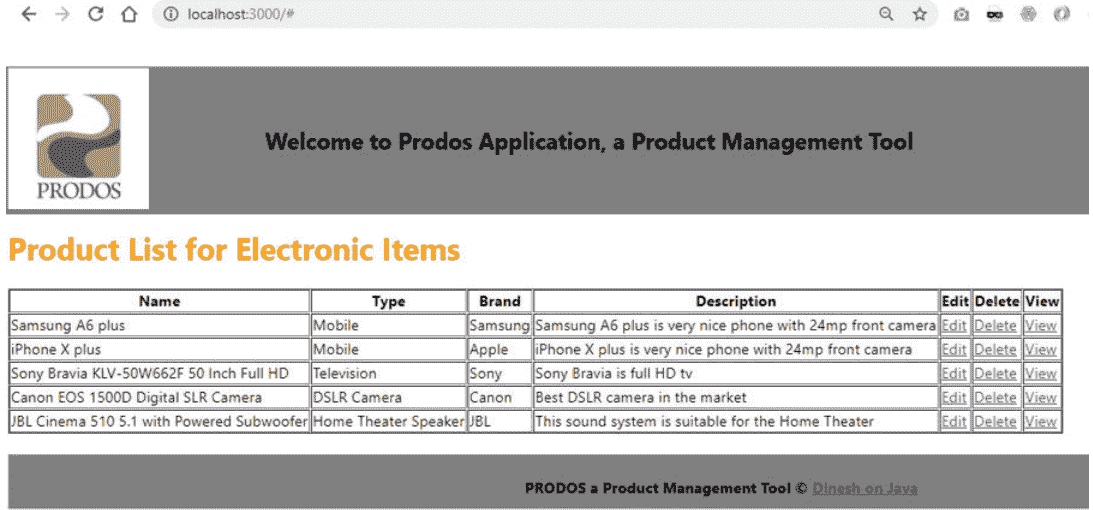 localhost:3000/#
PRODOS
Welcome to Prodos Application, a Product Management Tool
Product List for Electronic Items
Name Type Brand Description Edit Delete View
Samsung A6 plus Mobile Samsung Samsung A6 plus is very nice phone with 24mp front camera Edit Delete View
iPhone X plus Mobile Apple iPhone X plus is very nice phone with 24mp front camera Edit Delete View
Sony Bravia KLV-50W662F 50 Inch Full HD Television Sony Sony Bravia is full HD tv Edit Delete View
Canon EOS 1500D Digital SLR Camera DSLR Camera Canon Best DSLR camera in the market Edit Delete View
JBL Cinema 510 5.1 with Powered Subwoofer Home Theater Speaker JBL This sound system is suitable for the Home Theater Edit Delete View
PRODOS a Product Management Tool © Dinesh on Java